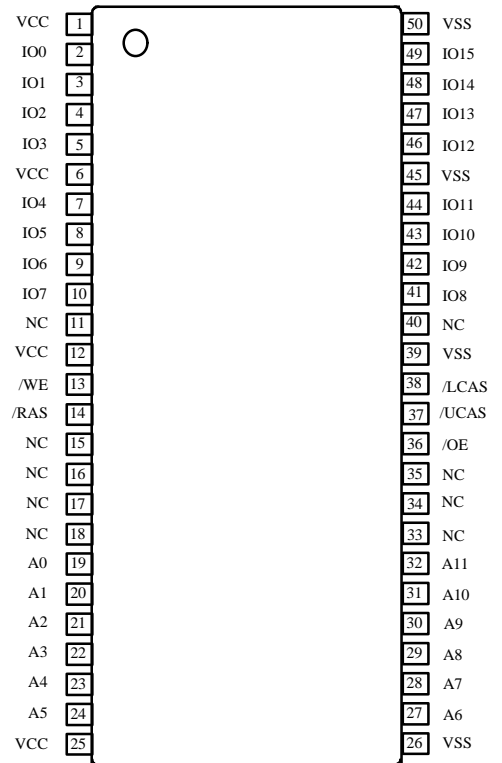 VCC 1 50 VSS
IO0 2 49 IO15
IO1 3 48 IO14
IO2 4 47 IO13
IO3 5 46 IO12
VCC 6 45 VSS
IO4 7 44 IO11
IO5 8 43 IO10
IO6 9 42 IO9
IO7 10 41 IO8
NC 11 40 NC
VCC 12 39 VSS
/WE 13 38 /LCAS
/RAS 14 37 /UCAS
NC 15 36 /OE
NC 16 35 NC
NC 17 34 NC
NC 18 33 NC
A0 19 32 A11
A1 20 31 A10
A2 21 30 A9
A3 22 29 A8
A4 23 28 A7
A5 24 27 A6
VCC 25 26 VSS